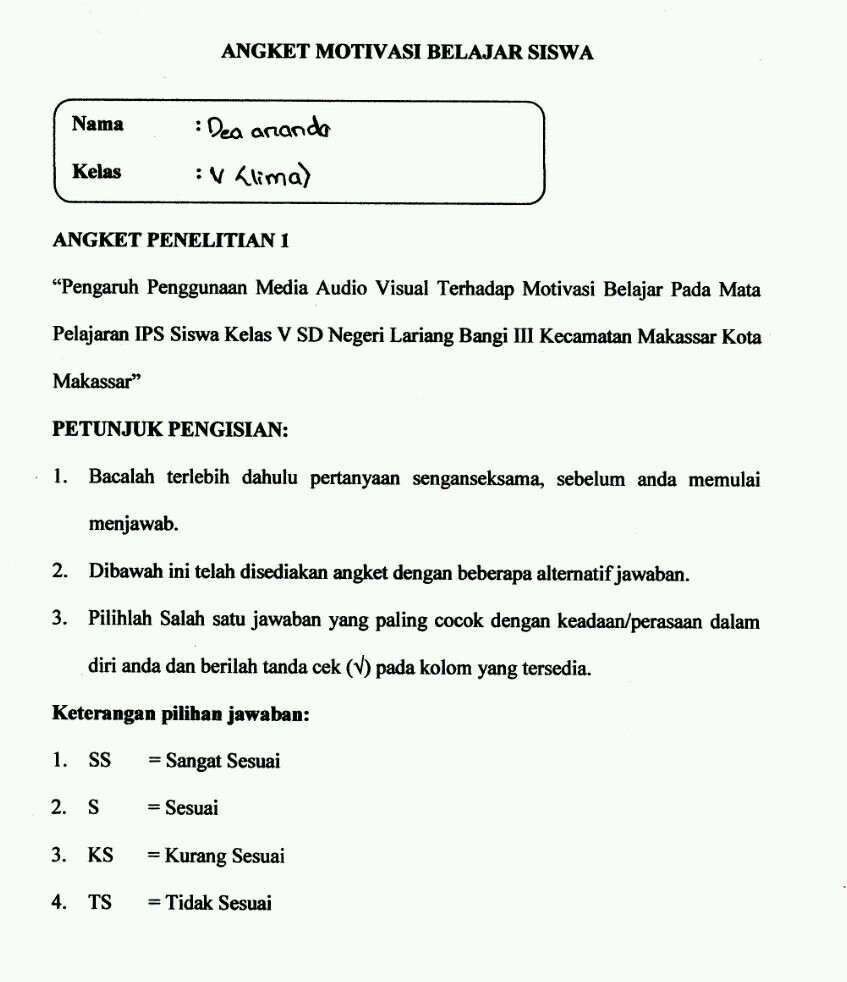 ANGKET MOTIVASI BELAJAR SISWA
Nama : Dea ananda
Kelas : V (lima)
ANGKET PENELITIAN 1
“Pengaruh Penggunaan Media Audio Visual Terhadap Motivasi Belajar Pada Mata
Pelajaran IPS Siswa Kelas V SD Negeri Lariang Bangi III Kecamatan Makassar Kota
Makassar”
PETUNJUK PENGISIAN:
1. Bacalah terlebih dahulu pertanyaan senganseksama, sebelum anda memulai
menjawab.
2. Dibawah ini telah disediakan angket dengan beberapa alternatif jawaban.
3. Pilihlah Salah satu jawaban yang paling cocok dengan keadaan/perasaan dalam
diri anda dan berilah tanda cek (√) pada kolom yang tersedia.
Keterangan pilihan jawaban:
1. SS = Sangat Sesuai
2. S = Sesuai
3. KS = Kurang Sesuai
4. TS = Tidak Sesuai